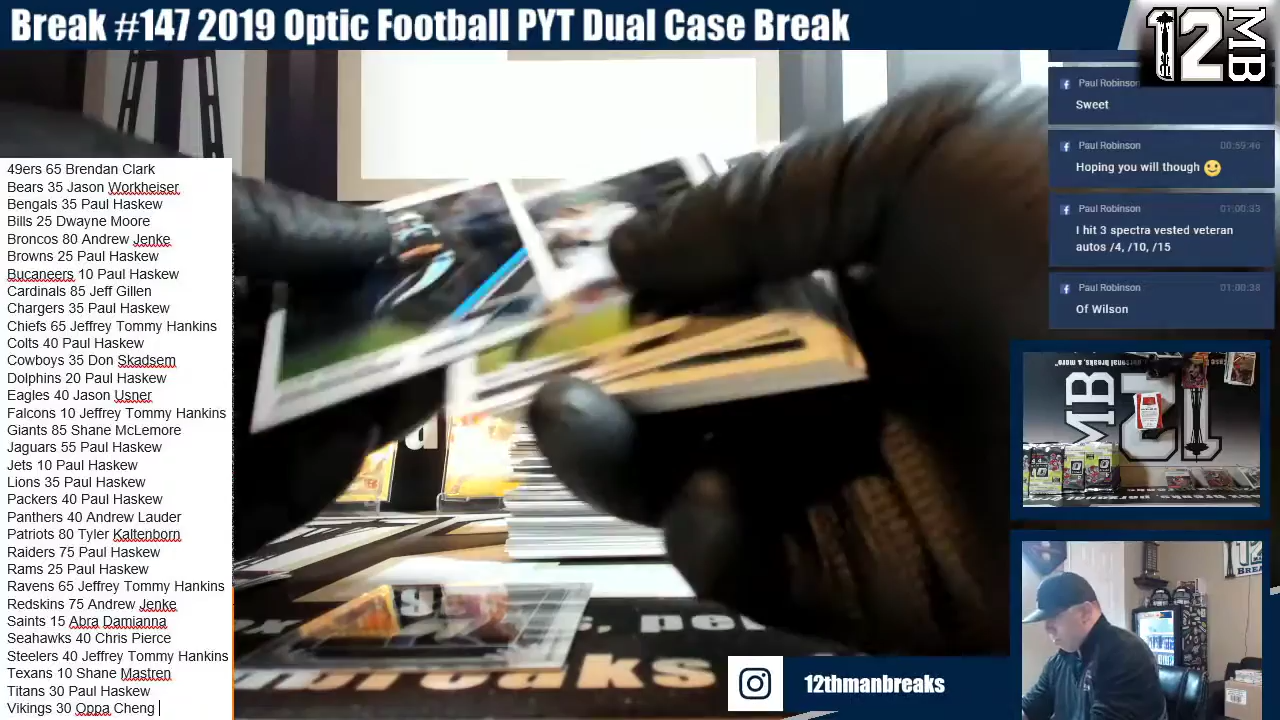 Break #147 2019 Optic Football PYT Dual Case Break
12
MB
49ers 65 Brendan Clark
Bears 35 Jason Workheiser
Bengals 35 Paul Haskew
Bills 25 Dwayne Moore
Broncos 80 Andrew Jenke
Browns 25 Paul Haskew
Bucaneers 10 Paul Haskew
Cardinals 85 Jeff Gillen
Chargers 35 Paul Haskew
Chiefs 65 Jeffrey Tommy Hankins
Colts 40 Paul Haskew
Cowboys 35 Don Skadsem
Dolphins 20 Paul Haskew
Eagles 40 Jason Usner
Falcons 10 Jeffrey Tommy Hankins
Giants 85 Shane McLemore
Jaguars 55 Paul Haskew
Jets 10 Paul Haskew
Lions 35 Paul Haskew
Packers 40 Paul Haskew
Panthers 40 Andrew Lauder
Patriots 80 Tyler Kaltenborn
Raiders 75 Paul Haskew
Rams 25 Paul Haskew
Ravens 65 Jeffrey Tommy Hankins
Redskins 75 Andrew Jenke
Saints 15 Abra Damianna
Seahawks 40 Chris Pierce
Steelers 40 Jeffrey Tommy Hankins
Texans 10 Shane Mastren
Titans 30 Paul Haskew
Vikings 30 Oppa Cheng
Paul Robinson
Sweet
Paul Robinson 00:59:46
Hoping you will though
Paul Robinson 01:00:33
I hit 3 spectra vested veteran
autos /4, /10, /15
Paul Robinson 01:00:38
Of Wilson
MB
12
12thmanbreaks